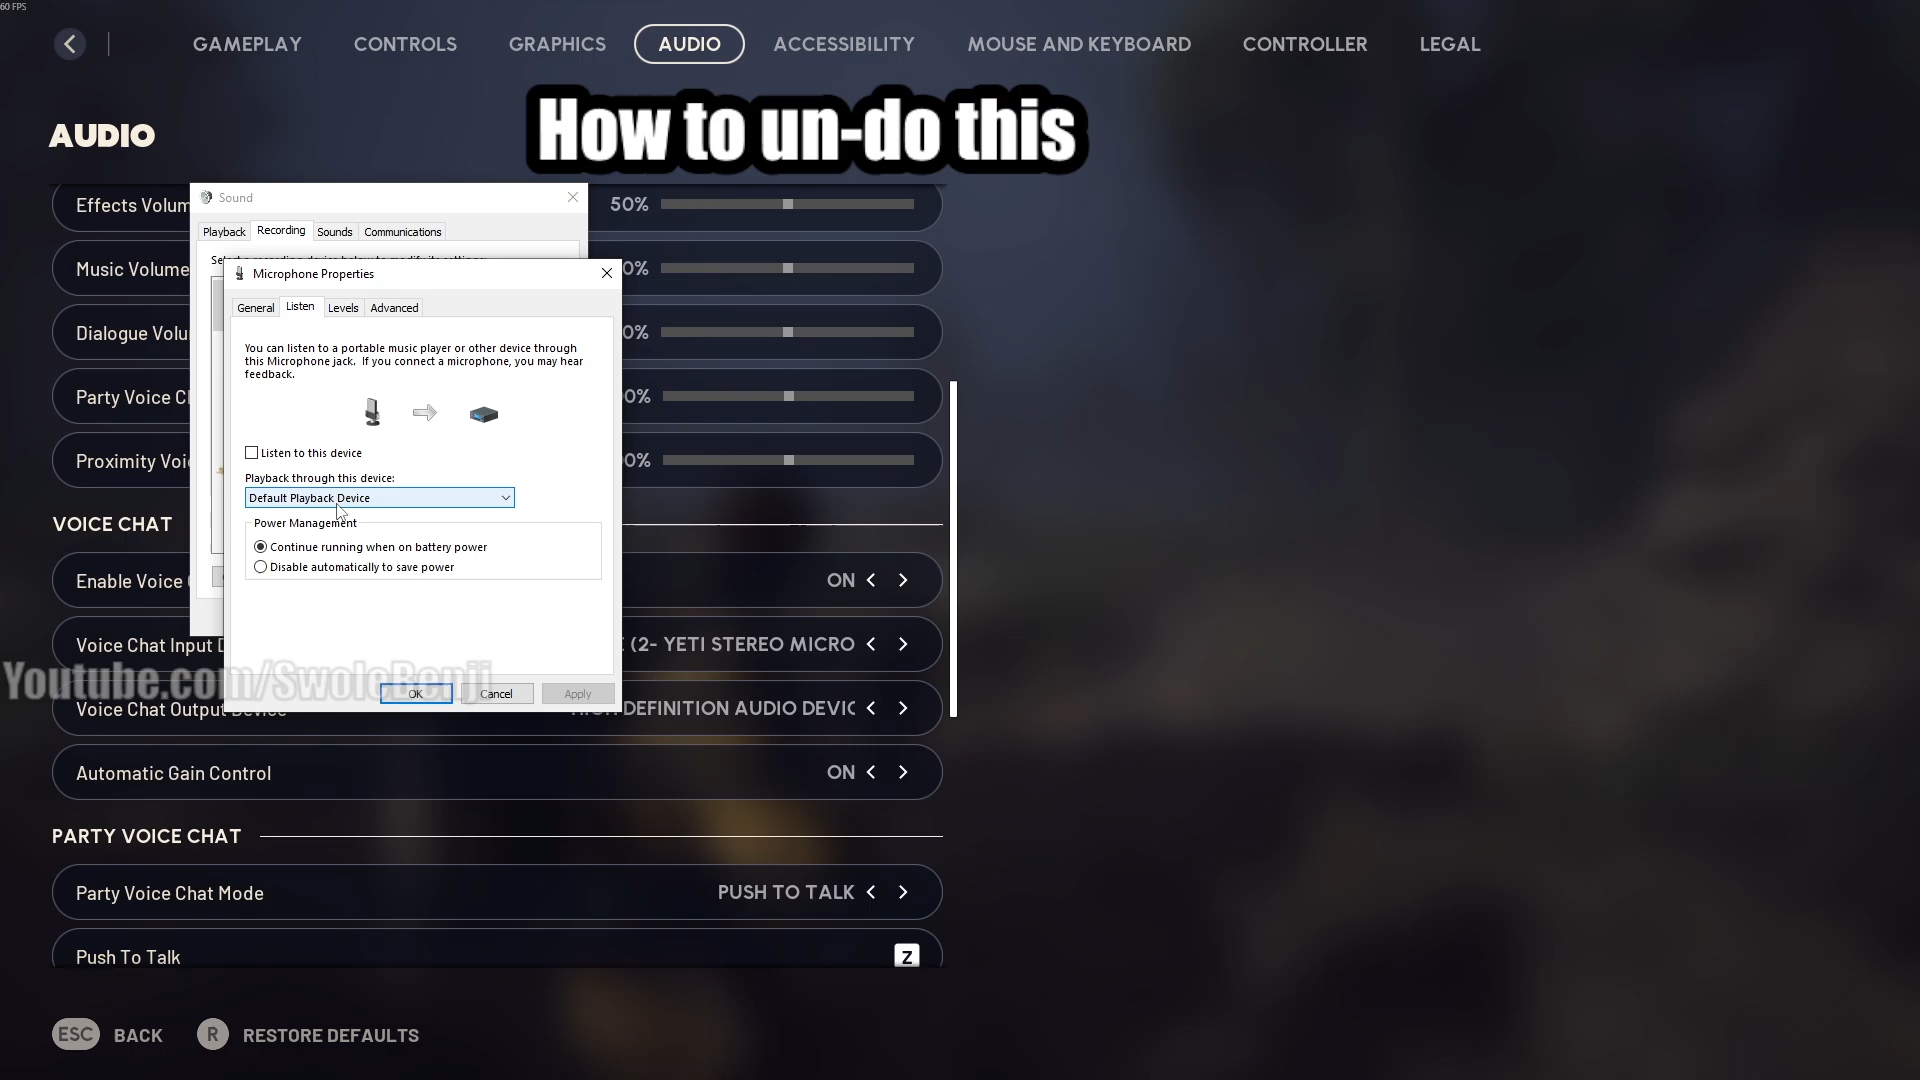 60 FPS
GAMEPLAY CONTROLS GRAPHICS AUDIO ACCESSIBILITY MOUSE AND KEYBOARD CONTROLLER LEGAL
How to un-do this
AUDIO
Sound
Playback Recording Sounds Communications
Microphone Properties
General Listen Levels Advanced
You can listen to a portable music player or other device through
this Microphone jack. If you connect a microphone, you may hear
feedback.
Listen to this device
Playback through this device:
Default Playback Device
Power Management
Continue running when on battery power
Disable automatically to save power
OK Cancel Apply
Effects Volum 50%
Music Volume 0%
Dialogue Volu 0%
Party Voice C 00%
Proximity Voi 00%
VOICE CHAT
Enable Voice ON
Voice Chat Input D E (2- YETI STEREO MICRO
Youtube.com/SwoleBenji
Voice Chat Output Device HIGH DEFINITION AUDIO DEVIC
Automatic Gain Control ON
PARTY VOICE CHAT
Party Voice Chat Mode PUSH TO TALK
Push To Talk Z
ESC BACK R RESTORE DEFAULTS